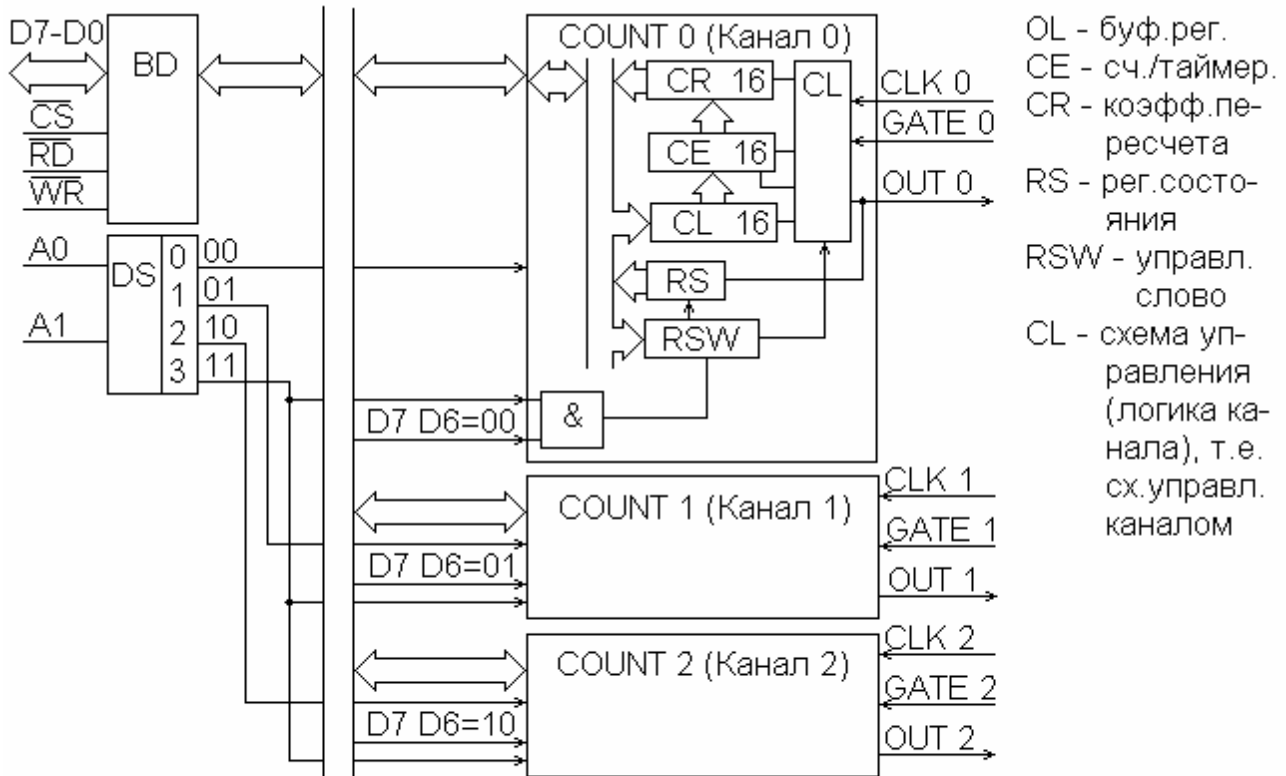 D7-D0
BD
CS
RD
WR
A0
A1
DS
0 00
1 01
2 10
3 11
COUNT 0 (Канал 0)
CR 16
CE 16
CL 16
CL
RS
RSW
&
D7 D6=00
CLK 0
GATE 0
OUT 0
COUNT 1 (Канал 1)
D7 D6=01
CLK 1
GATE 1
OUT 1
COUNT 2 (Канал 2)
D7 D6=10
CLK 2
GATE 2
OUT 2
OL - буф.рег.
CE - сч./таймер.
CR - коэфф.пе-
ресчета
RS - рег.состо-
яния
RSW - управл.
слово
CL - схема уп-
равления
(логика ка-
нала), т.е.
сх.управл.
каналом